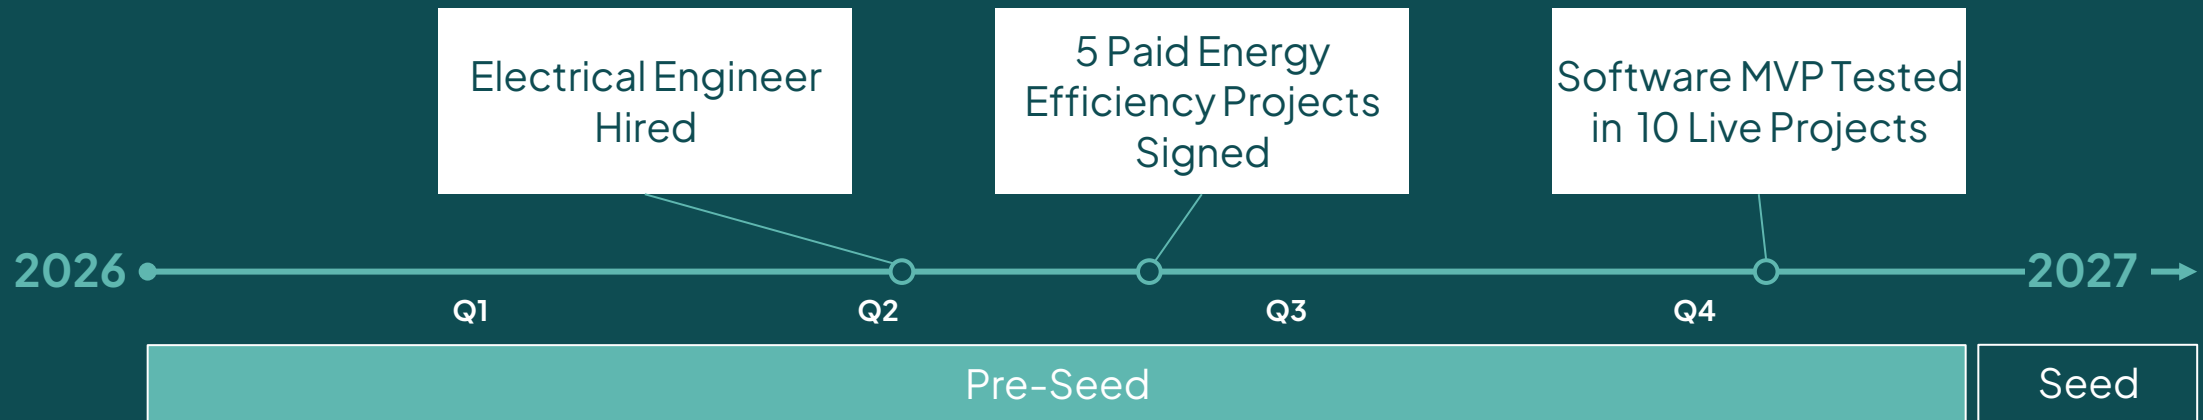 Electrical Engineer
Hired
5 Paid Energy
Efficiency Projects
Signed
Software MVP Tested
in 10 Live Projects
2026
2027
Q1
Q2
Q3
Q4
Pre-Seed
Seed